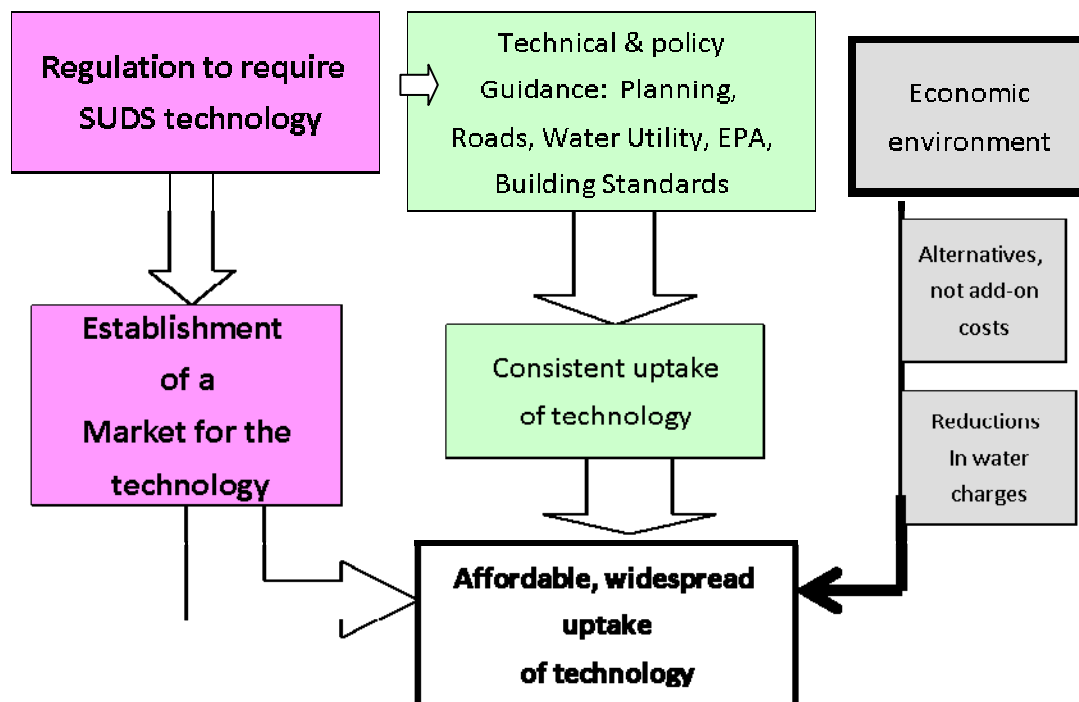 Regulation to require
SUDS technology
Technical & policy
Guidance: Planning,
Roads, Water Utility, EPA,
Building Standards
Economic
environment
Alternatives,
not add-on
costs
Establishment
of a
Market for the
technology
Consistent uptake
of technology
Reductions
In water
charges
Affordable, widespread
uptake
of technology